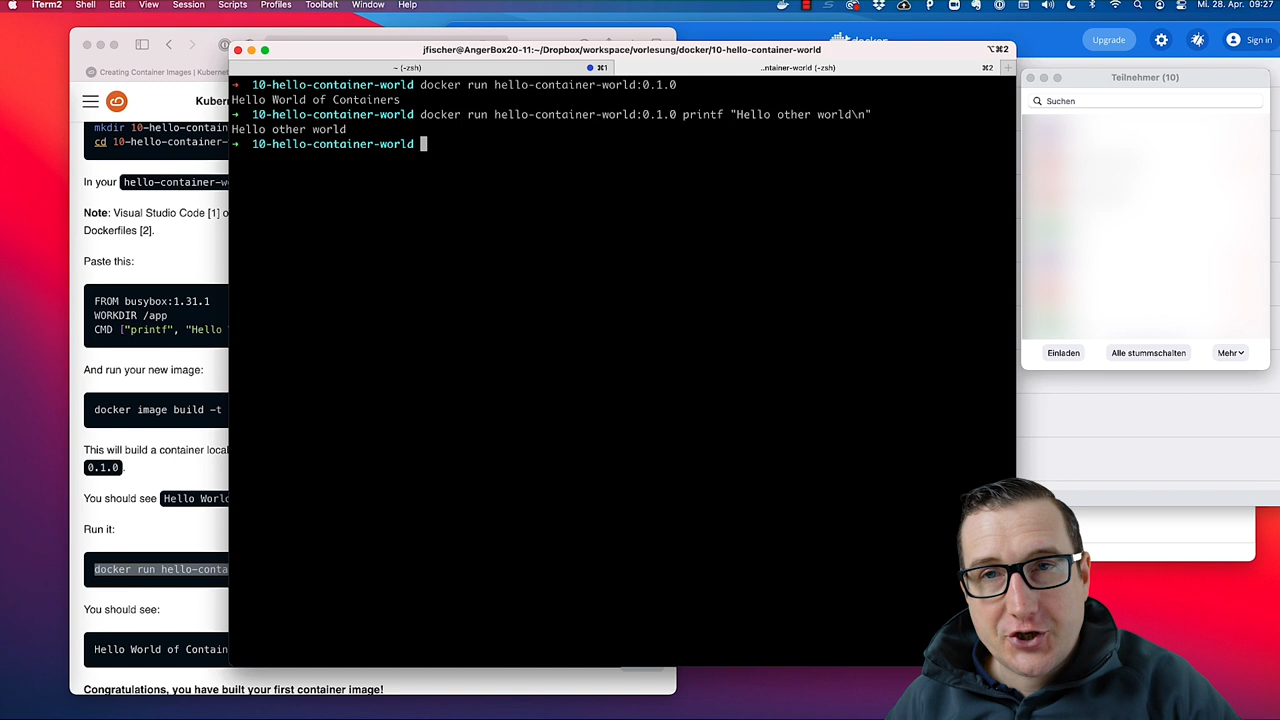 iTerm2 Shell Edit View Session Scripts Profiles Toolbelt Window Help
Mi. 28. Apr. 09:27
docker
Upgrade
Sign in
jfischer@AngerBox20-11:~/Dropbox/workspace/vorlesung/docker/10-hello-container-world
⌥⌘2
~ (-zsh)
⌘1
..ntainer-world (-zsh)
⌘2
➜ 10-hello-container-world docker run hello-container-world:0.1.0
Hello World of Containers
➜ 10-hello-container-world docker run hello-container-world:0.1.0 printf "Hello other world\n"
Hello other world
➜ 10-hello-container-world
Creating Container Images | Kubernet
Kuber
mkdir 10-hello-contain
cd 10-hello-container-
In your hello-container-w
Note: Visual Studio Code [1] o
Dockerfiles [2].
Paste this:
FROM busybox:1.31.1
WORKDIR /app
CMD ["printf", "Hello
And run your new image:
docker image build -t
This will build a container local
0.1.0.
You should see Hello World
Run it:
docker run hello-conta
You should see:
Hello World of Contain
Congratulations, you have built your first container image!
Teilnehmer (10)
Suchen
Einladen
Alle stummschalten
Mehr